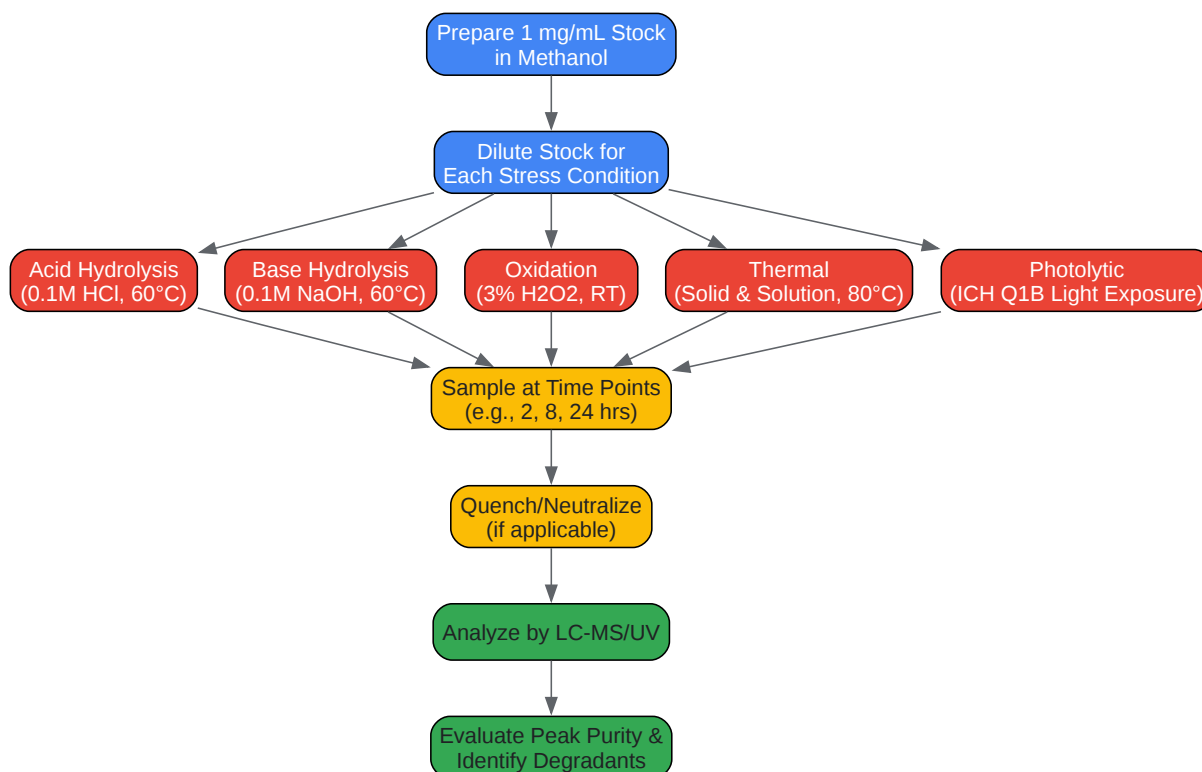 Prepare 1 mg/mL Stock
in Methanol
Dilute Stock for
Each Stress Condition
Acid Hydrolysis
(0.1M HCl, 60°C)
Base Hydrolysis
(0.1M NaOH, 60°C)
Oxidation
(3% H2O2, RT)
Thermal
(Solid & Solution, 80°C)
Photolytic
(ICH Q1B Light Exposure)
Sample at Time Points
(e.g., 2, 8, 24 hrs)
Quench/Neutralize
(if applicable)
Analyze by LC-MS/UV
Evaluate Peak Purity &
Identify Degradants